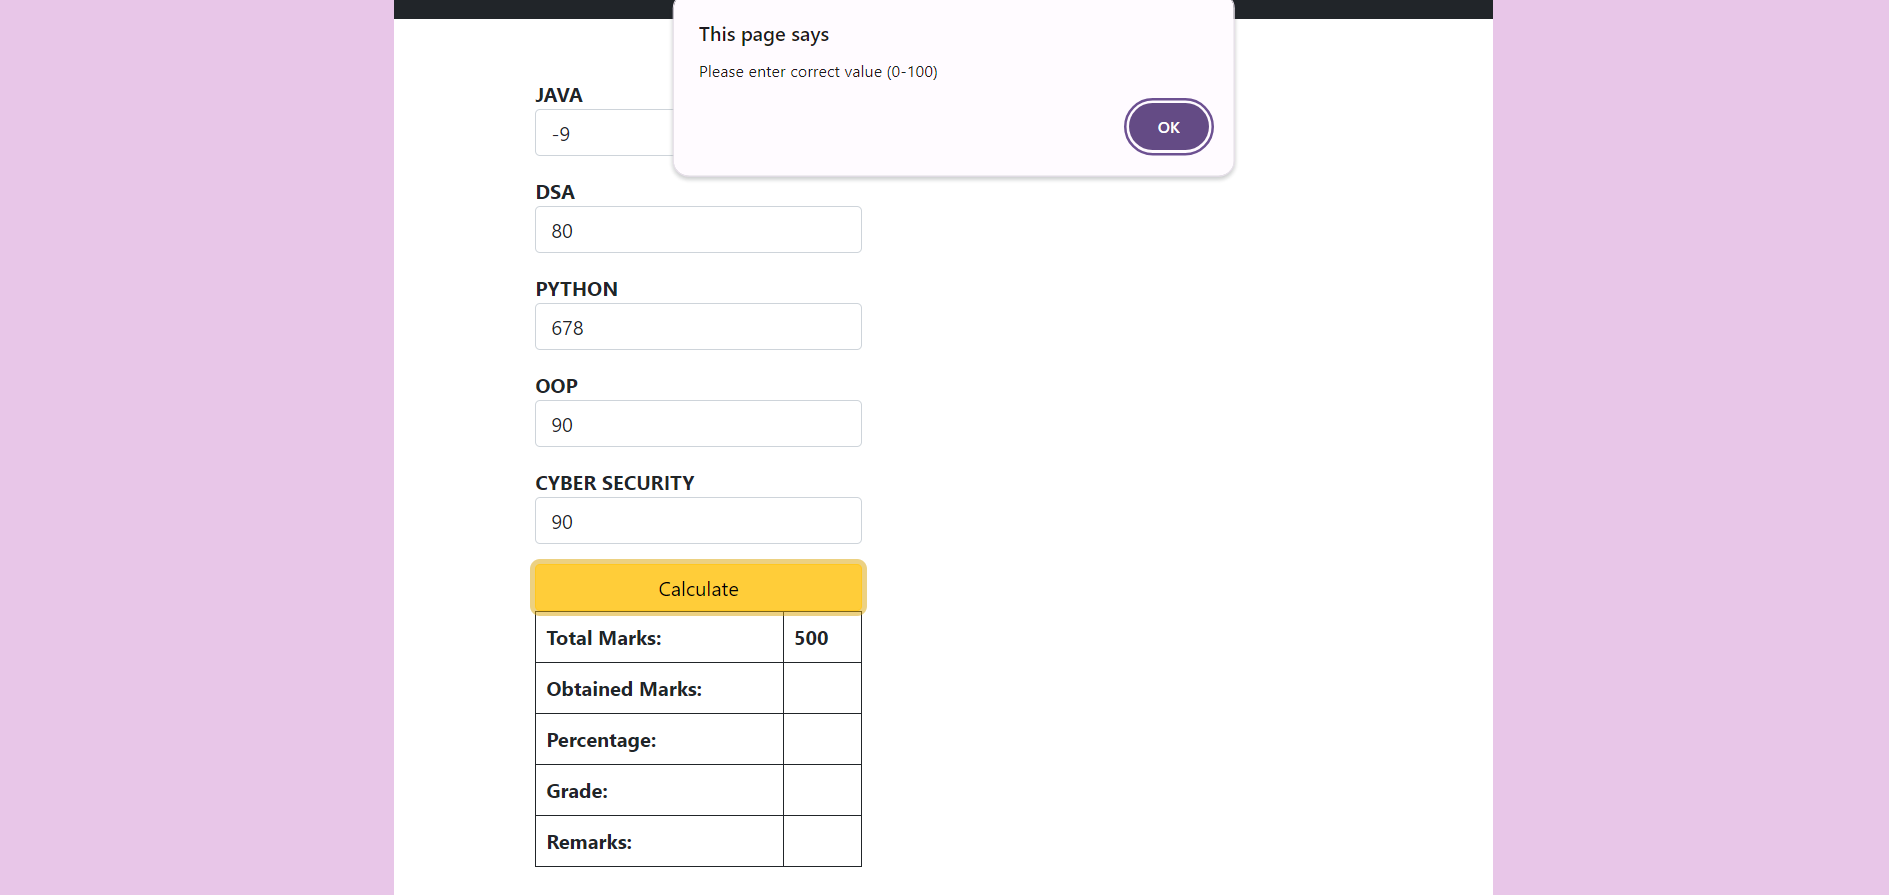 This page says
Please enter correct value (0-100)
OK
JAVA
-9
DSA
80
PYTHON
678
OOP
90
CYBER SECURITY
90
Calculate
Total Marks: 500
Obtained Marks:
Percentage:
Grade:
Remarks: